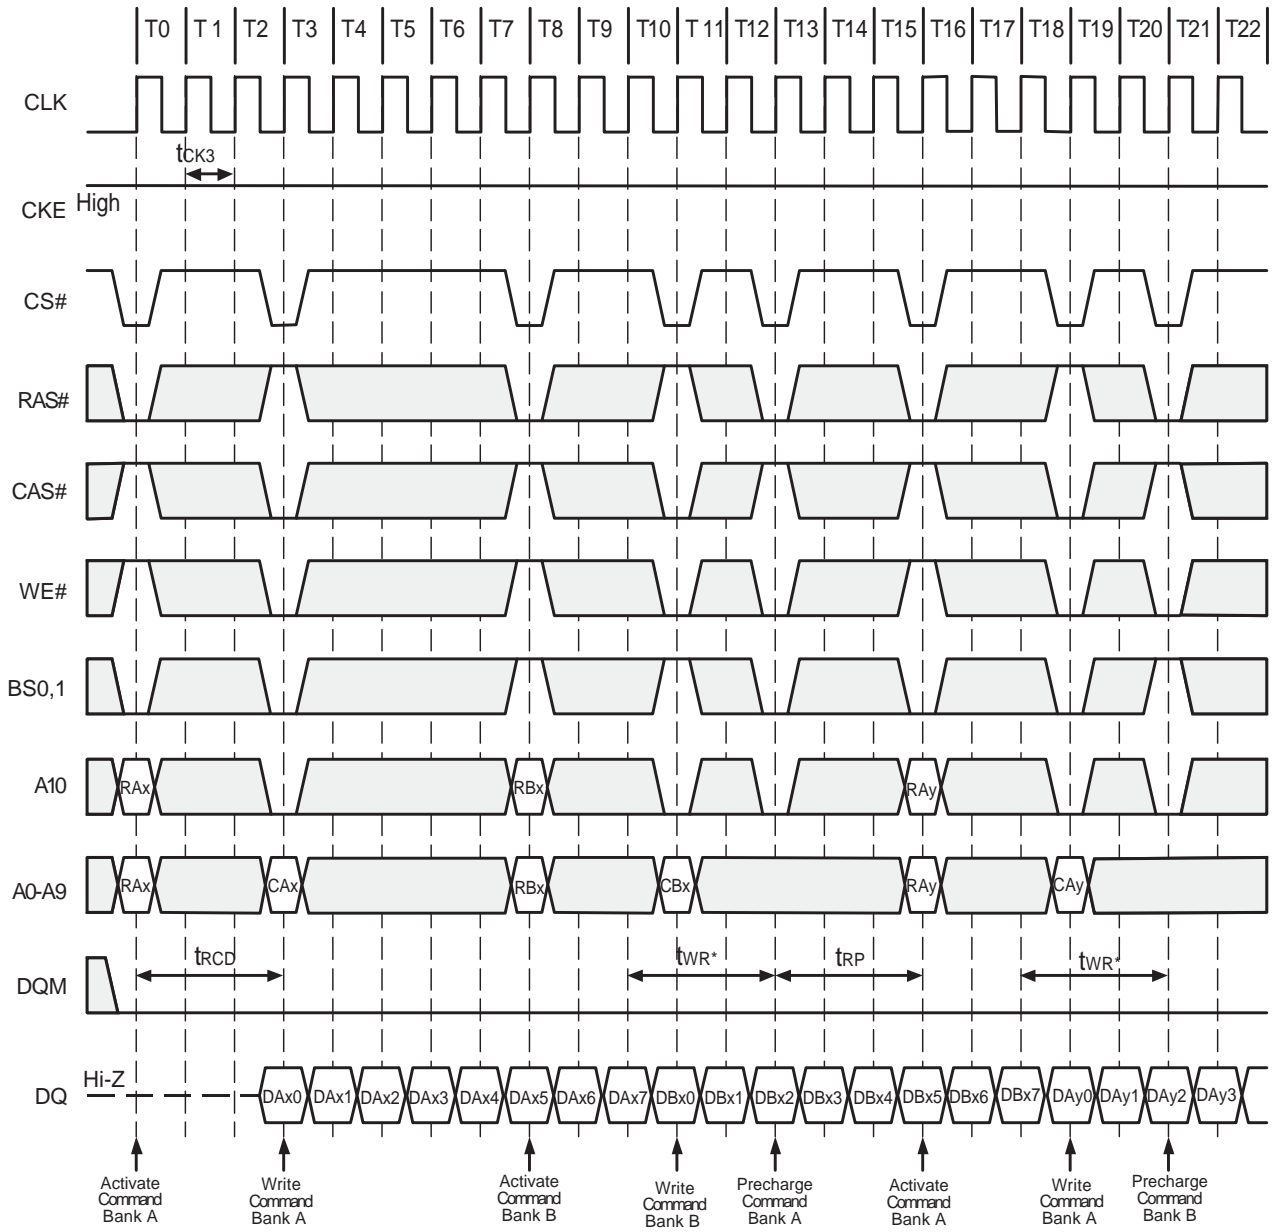 T0 T 1 T2 T3 T4 T5 T6 T7 T8 T9 T10 T 11 T12 T13 T14 T15 T16 T17 T18 T19 T20 T21 T22
CLK
tCK3
CKE High
CS#
RAS#
CAS#
WE#
BS0,1
A10 RAx RBx RAy
A0-A9 RAx CAx RBx CBx RAy CAy
DQM tRCD tWR* tRP tWR*
DQ Hi-Z DAx0 DAx1 DAx2 DAx3 DAx4 DAx5 DAx6 DAx7 DBx0 DBx1 DBx2 DBx3 DBx4 DBx5 DBx6 DBx7 DAy0 DAy1 DAy2 DAy3
Activate
Command
Bank A
Write
Command
Bank A
Activate
Command
Bank B
Write
Command
Bank B
Precharge
Command
Bank A
Activate
Command
Bank A
Write
Command
Bank A
Precharge
Command
Bank B